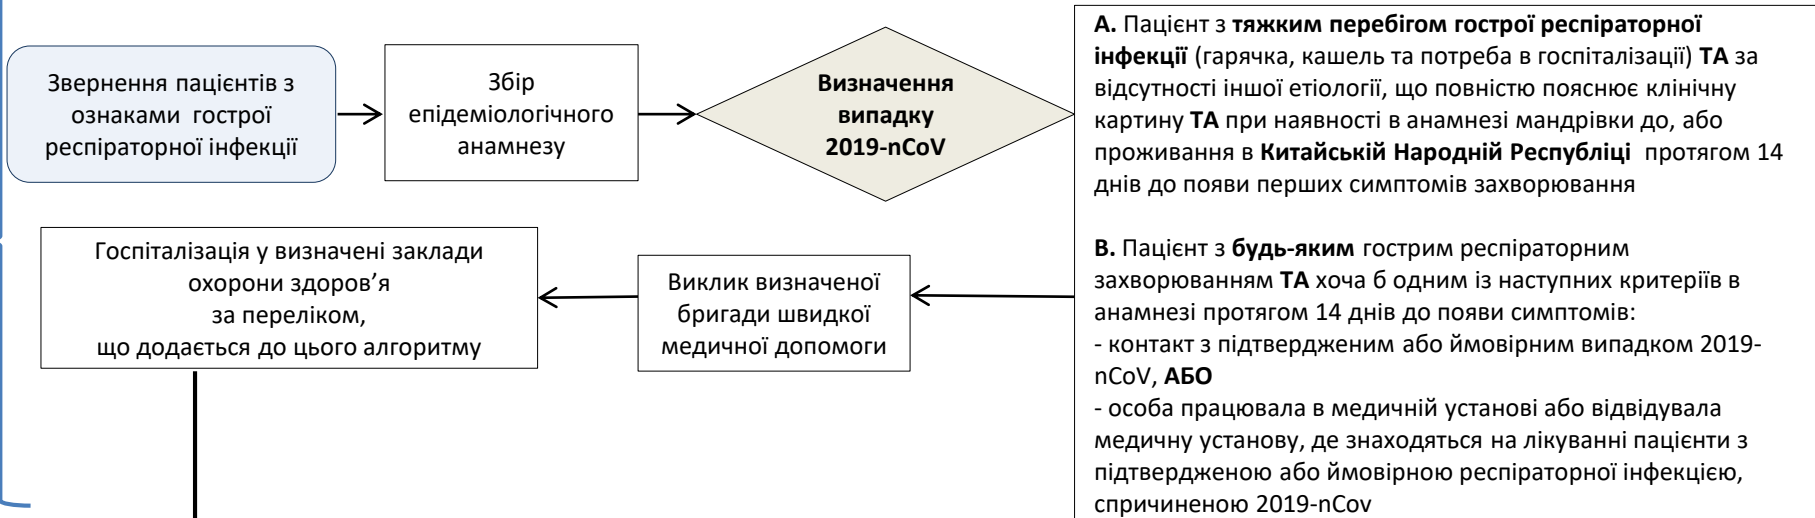 Звернення пацієнтів з
ознаками гострої
респіраторної інфекції
Збір
епідеміологічного
анамнезу
Визначення
випадку
2019-nCoV
А. Пацієнт з тяжким перебігом гострої респіраторної
інфекції (гарячка, кашель та потреба в госпіталізації) ТА за
відсутності іншої етіології, що повністю пояснює клінічну
картину ТА при наявності в анамнезі мандрівки до, або
проживання в Китайській Народній Республіці протягом 14
днів до появи перших симптомів захворювання
В. Пацієнт з будь-яким гострим респіраторним
захворюванням ТА хоча б одним із наступних критеріїв в
анамнезі протягом 14 днів до появи симптомів:
- контакт з підтвердженим або ймовірним випадком 2019-
nCoV, АБО
- особа працювала в медичній установі або відвідувала
медичну установу, де знаходяться на лікуванні пацієнти з
підтвердженою або ймовірною респіраторної інфекцією,
спричиненою 2019-nCov
Виклик визначеної
бригади швидкої
медичної допомоги
Госпіталізація у визначені заклади
охорони здоров’я
за переліком,
що додається до цього алгоритму